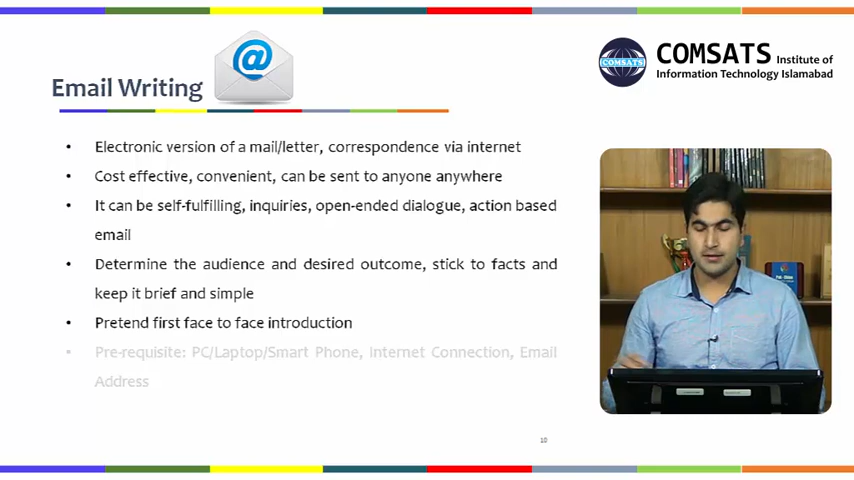 COMSATS Institute of
Information Technology Islamabad
COMSATS
Email Writing
@
• Electronic version of a mail/letter, correspondence via internet
• Cost effective, convenient, can be sent to anyone anywhere
• It can be self-fulfilling, inquiries, open-ended dialogue, action based
email
• Determine the audience and desired outcome, stick to facts and
keep it brief and simple
• Pretend first face to face introduction
• Pre-requisite: PC/Laptop/Smart Phone, Internet Connection, Email
Address
10